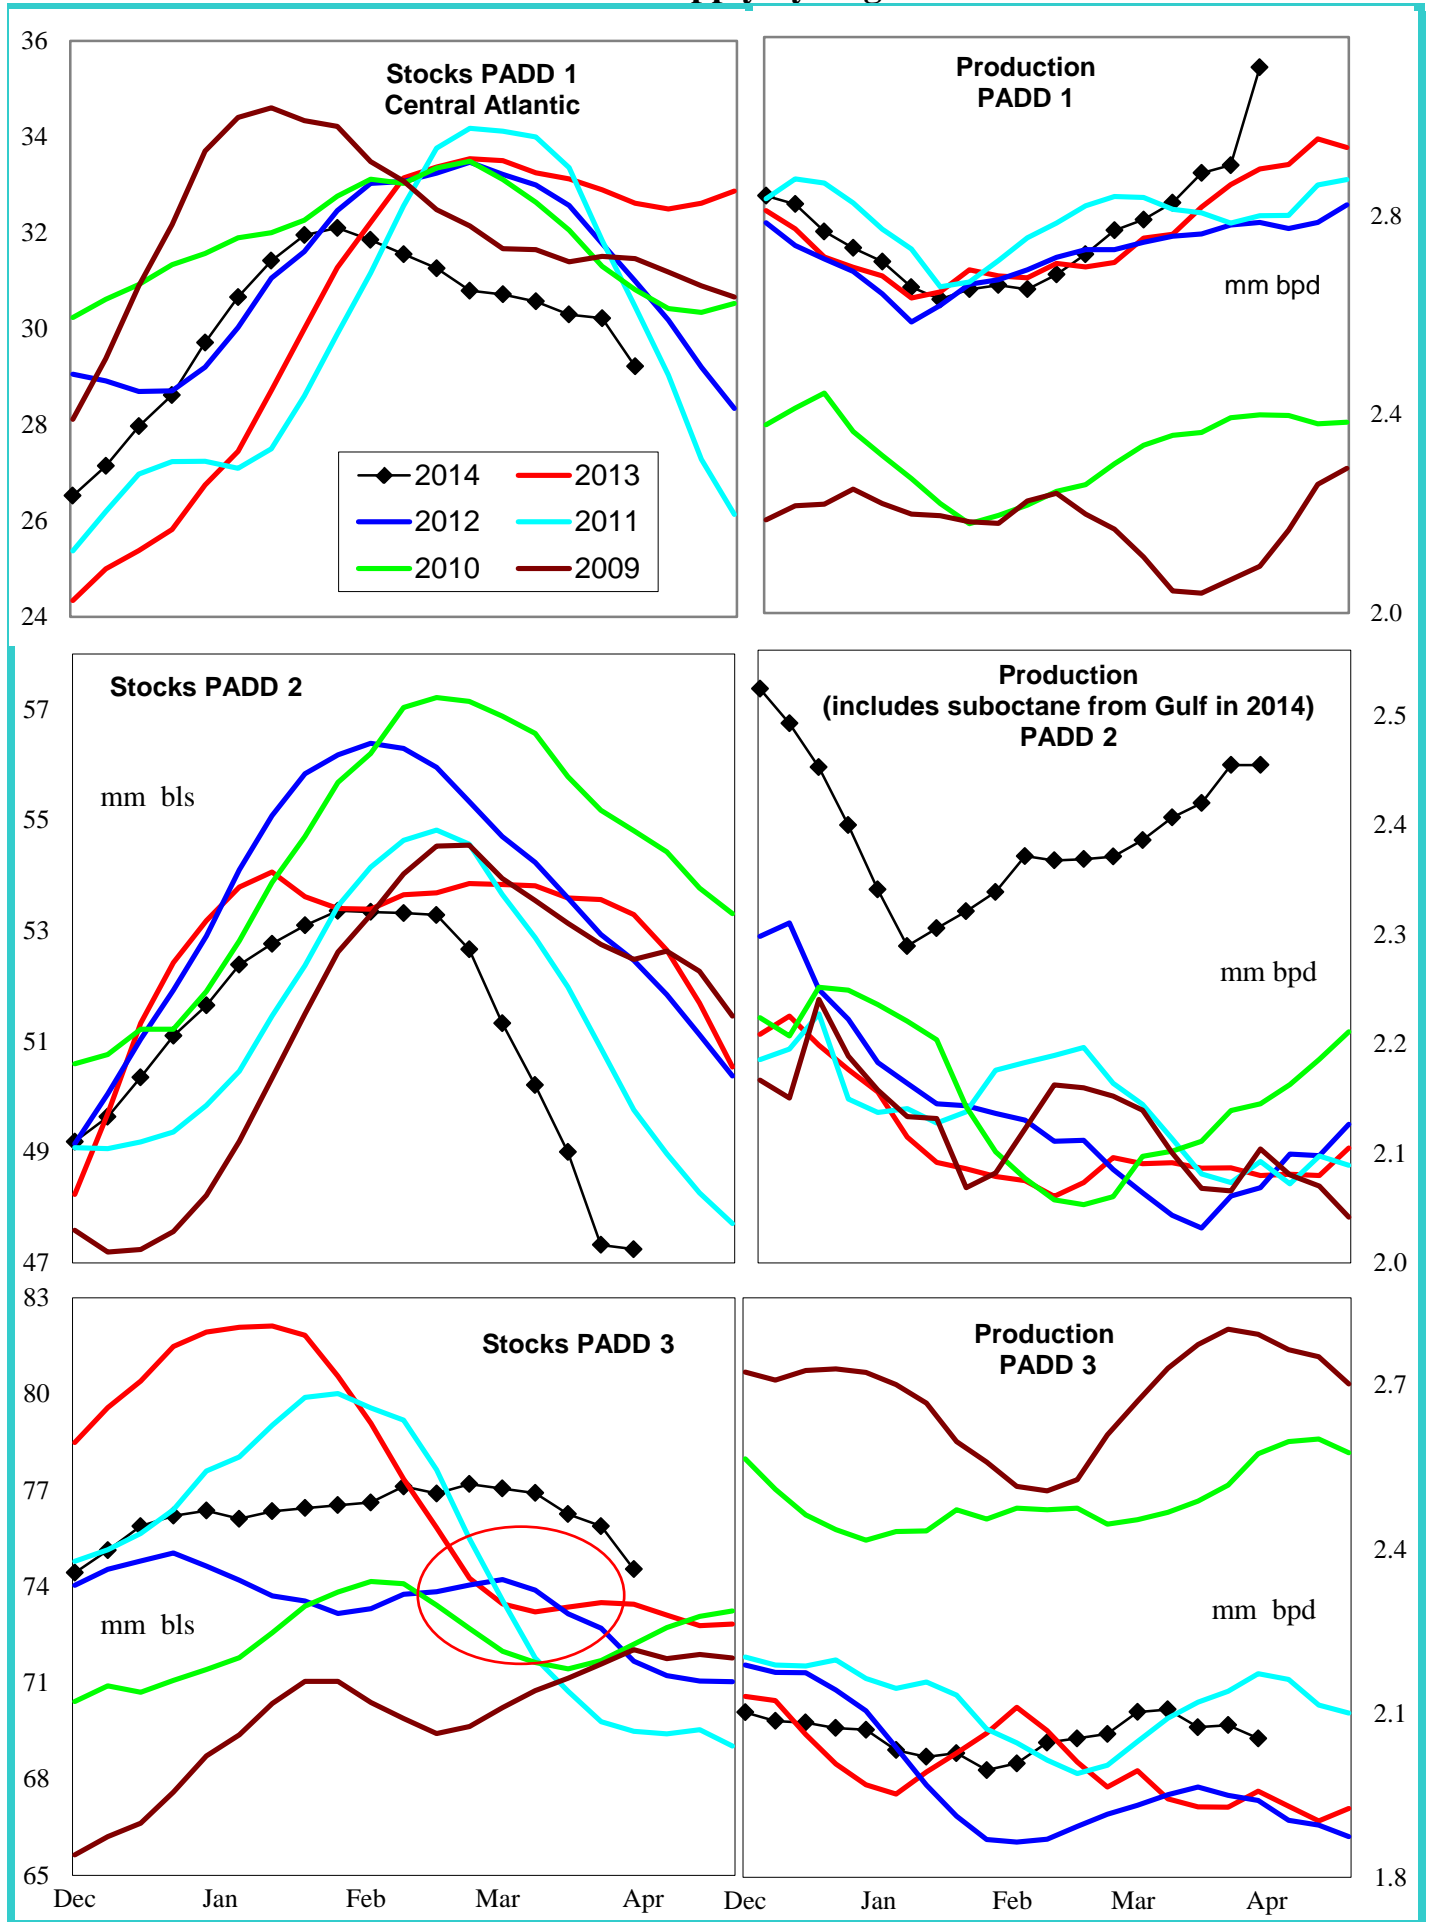 36
34
32
30
28
26
24
Stocks PADD 1
Central Atlantic
2014
2013
2012
2011
2010
2009
Production
PADD 1
mm bpd
2.8
2.4
2.0
Stocks PADD 2
mm bls
57
55
53
51
49
47
Production
(includes suboctane from Gulf in 2014)
PADD 2
mm bpd
2.5
2.4
2.3
2.2
2.1
2.0
83
80
77
74
71
68
65
Stocks PADD 3
mm bls
Dec Jan Feb Mar Apr
Production
PADD 3
mm bpd
2.7
2.4
2.1
1.8
Dec Jan Feb Mar Apr